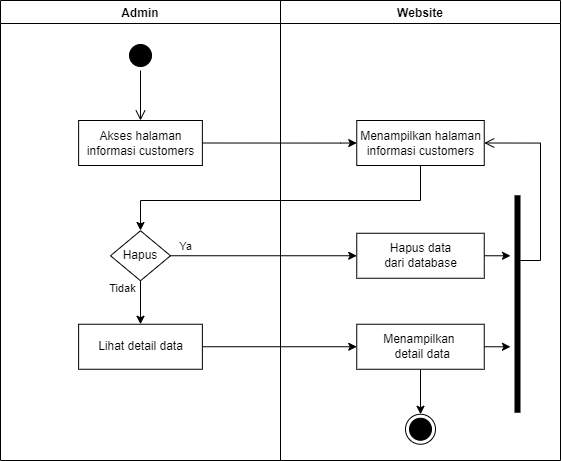 Admin
Website
Akses halaman
informasi customers
Menampilkan halaman
informasi customers
Hapus
Ya
Hapus data
dari database
Tidak
Lihat detail data
Menampilkan
detail data